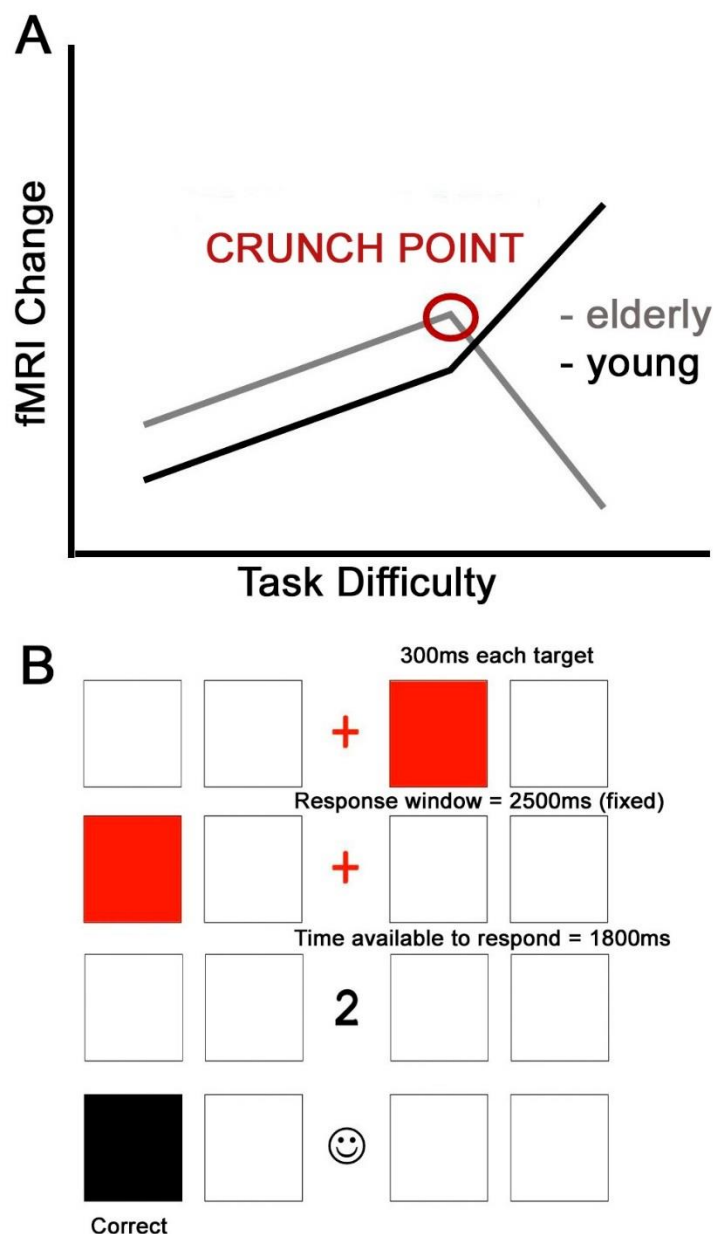 A
fMRI Change
CRUNCH POINT
- elderly
- young
Task Difficulty
B
300ms each target
+
Response window = 2500ms (fixed)
+
Time available to respond = 1800ms
2
Correct